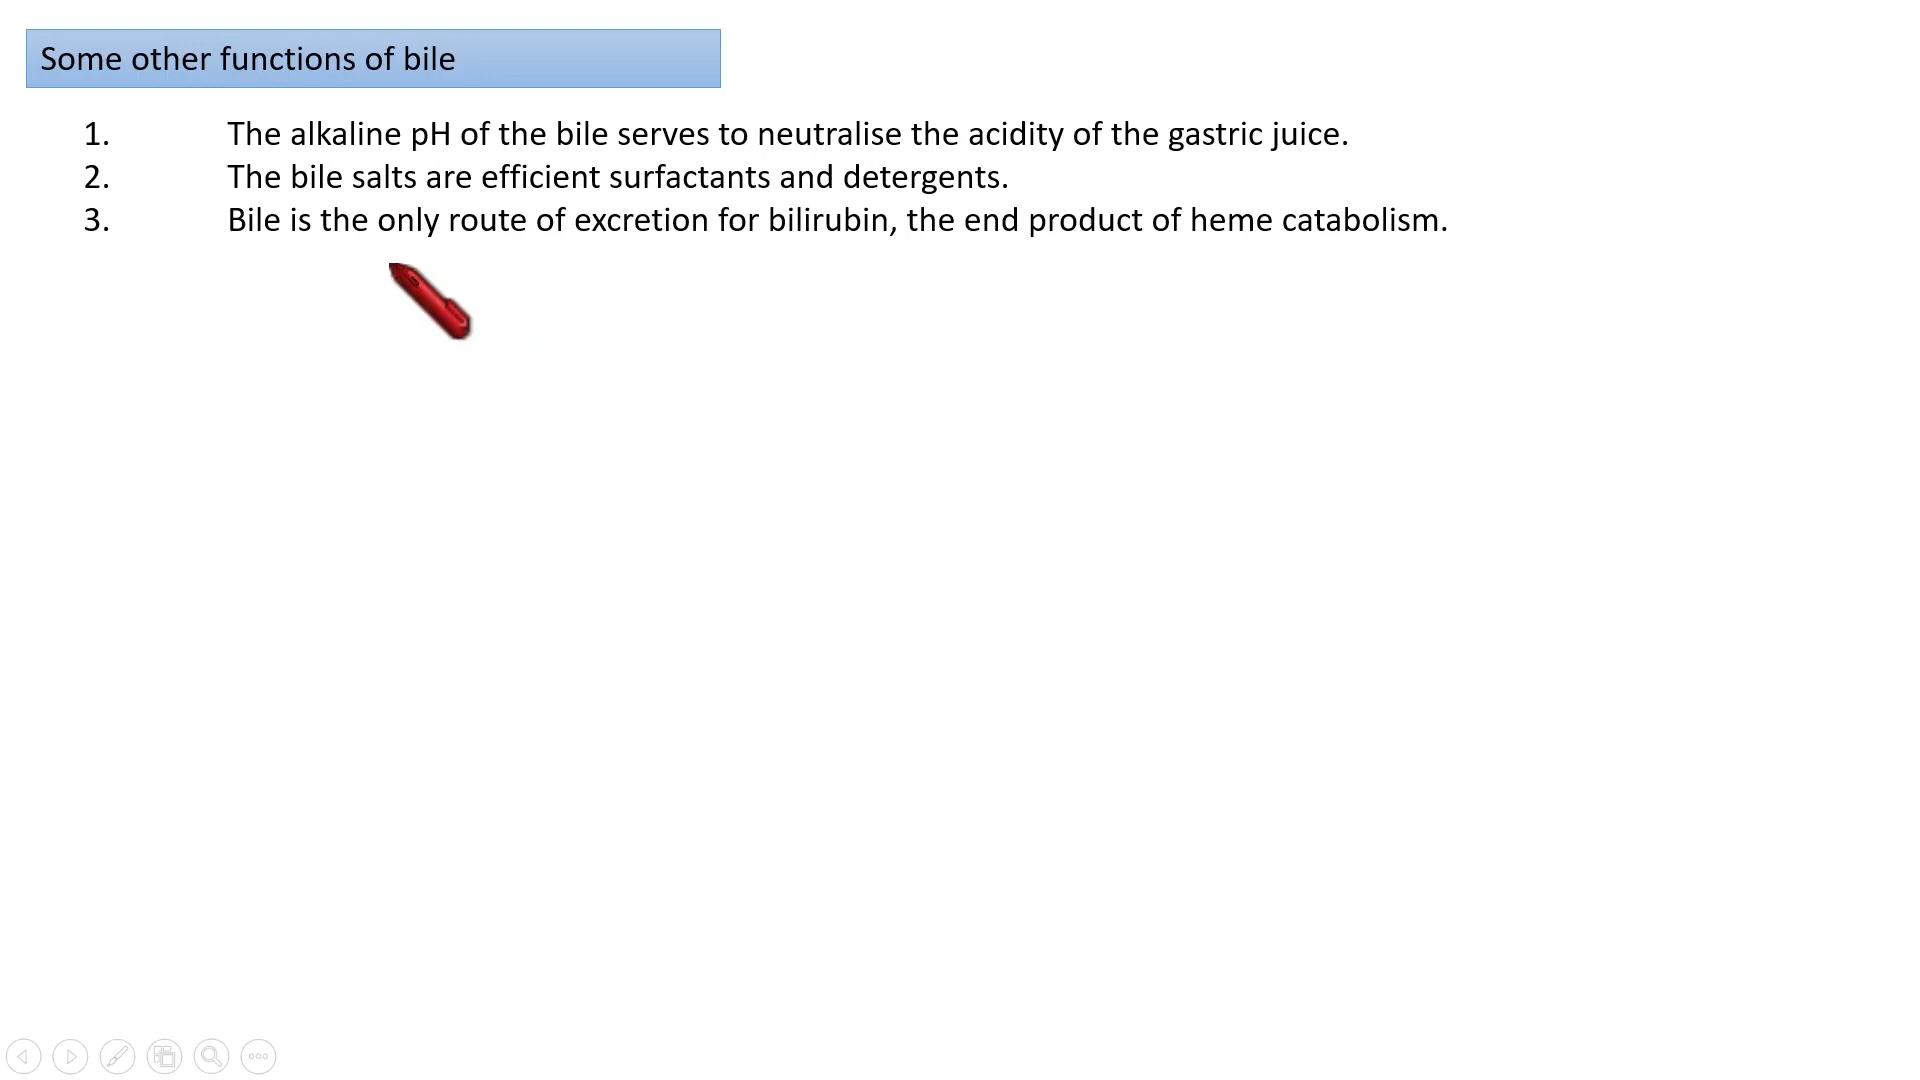 Some other functions of bile
1. The alkaline pH of the bile serves to neutralise the acidity of the gastric juice.
2. The bile salts are efficient surfactants and detergents.
3. Bile is the only route of excretion for bilirubin, the end product of heme catabolism.